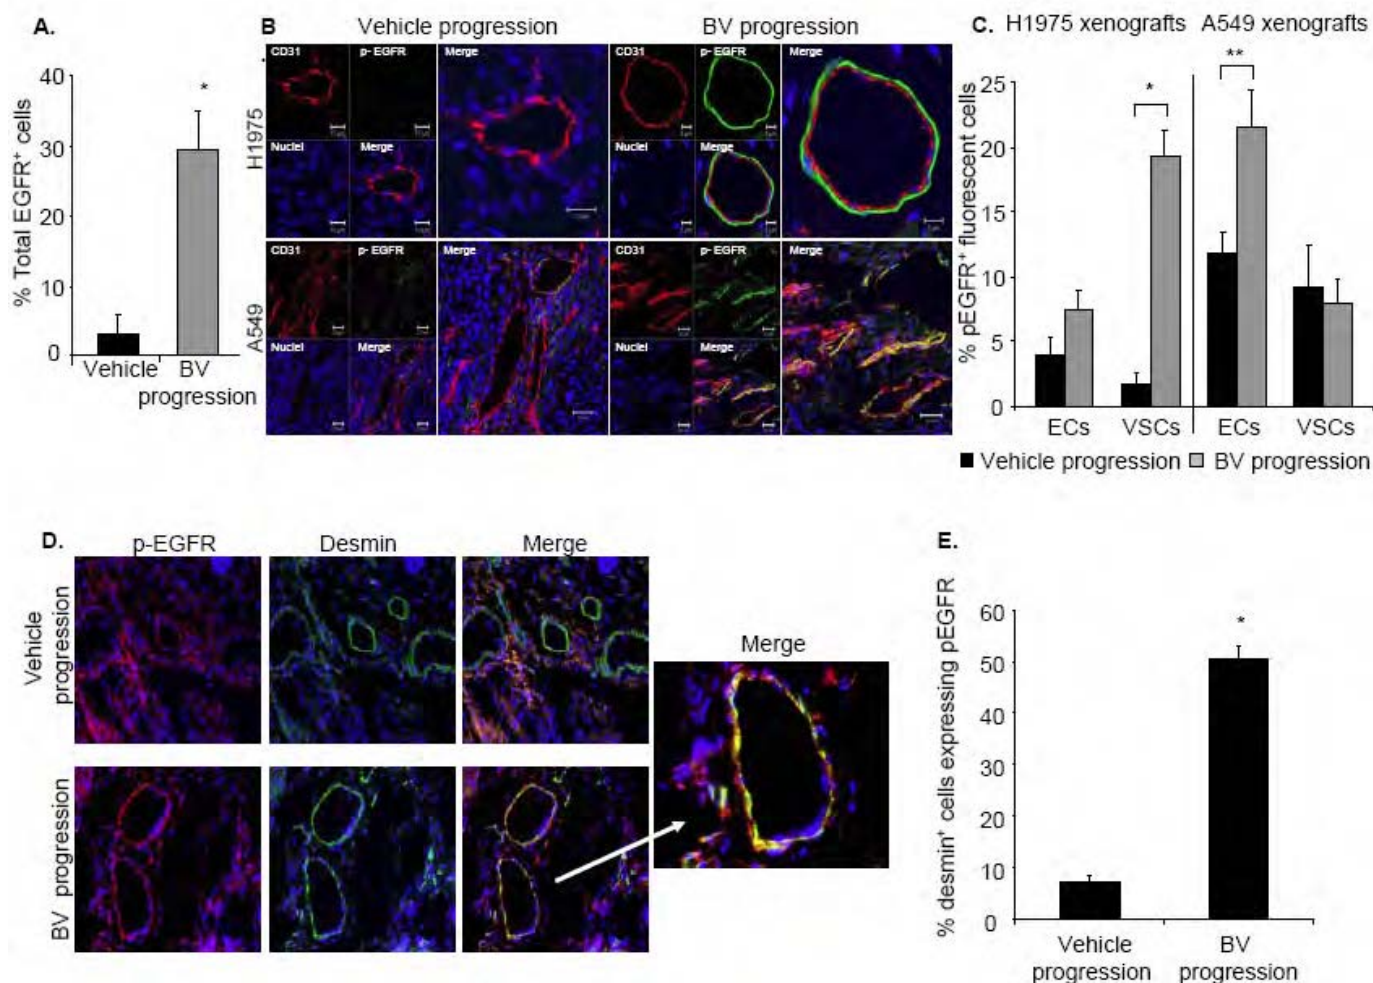 A.
% Total EGFR⁺ cells
40
30
20
10
0
*
Vehicle
BV
progression
B
Vehicle progression
BV progression
H1975
CD31
p- EGFR
Merge
Nuclei
Merge
CD31
p- EGFR
Merge
Nuclei
Merge
A549
CD31
p- EGFR
Merge
Nuclei
Merge
CD31
p- EGFR
Merge
Nuclei
Merge
C.
H1975 xenografts
A549 xenografts
% pEGFR⁺ fluorescent cells
25
20
15
10
5
0
*
**
ECs
VSCs
ECs
VSCs
Vehicle progression
BV progression
D.
p-EGFR
Desmin
Merge
Vehicle
progression
BV progression
Merge
E.
% desmin⁺ cells expressing pEGFR
60
50
40
30
20
10
0
*
Vehicle
progression
BV
progression